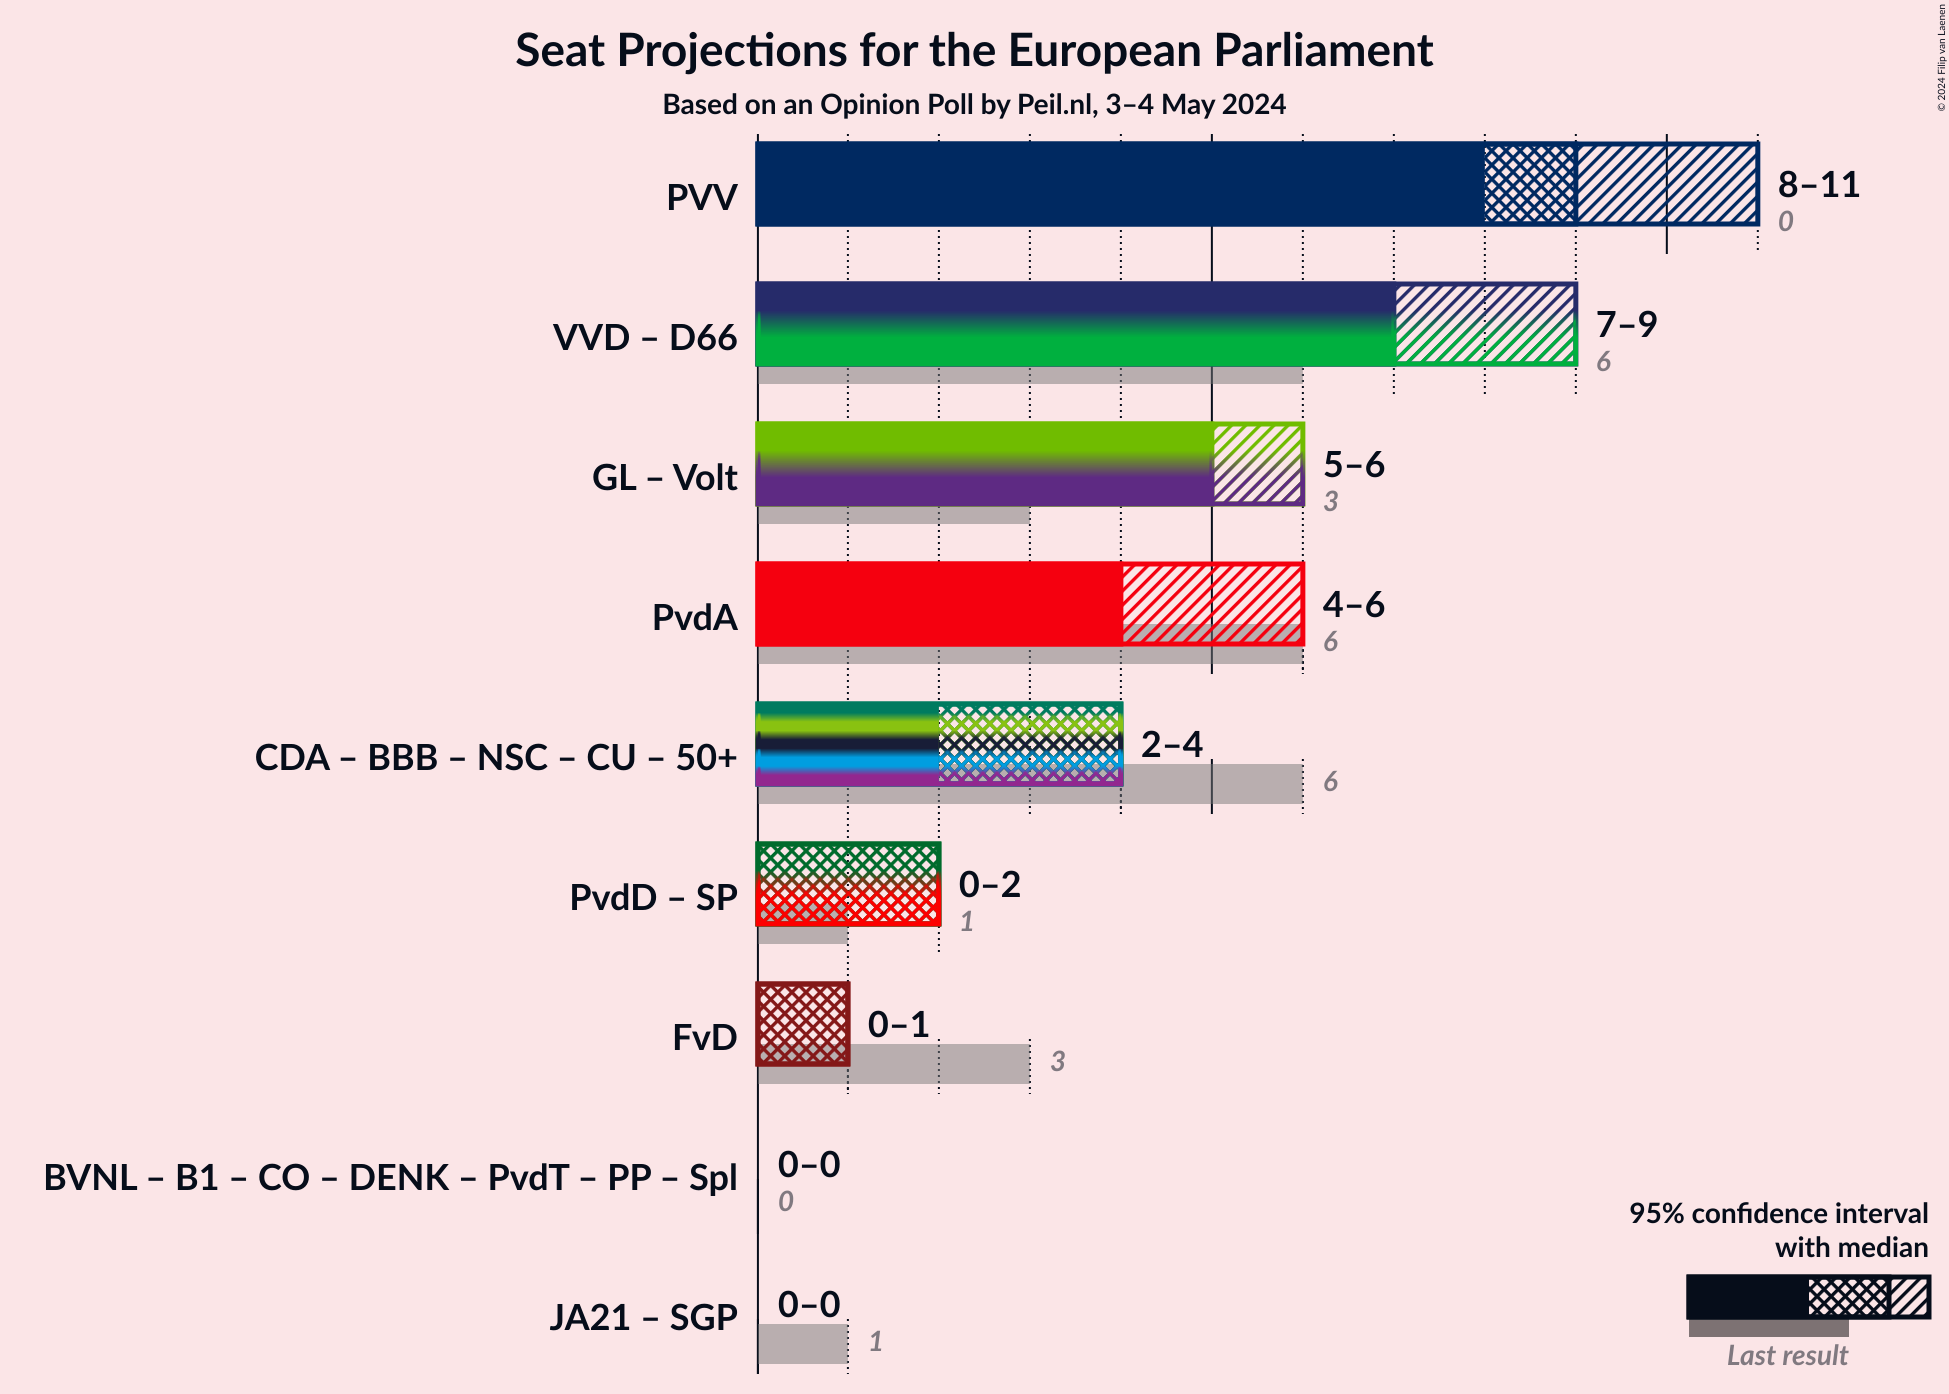 Seat Projections for the European Parliament
Based on an Opinion Poll by Peil.nl, 3–4 May 2024
© 2024 Filip van Laenen
PVV
8–11
0
VVD – D66
7–9
6
GL – Volt
5–6
3
PvdA
4–6
6
CDA – BBB – NSC – CU – 50+
2–4
6
PvdD – SP
0–2
1
FvD
0–1
3
BVNL – B1 – CO – DENK – PvdT – PP – Spl
0–0
0
JA21 – SGP
0–0
1
95% confidence interval
with median
Last result